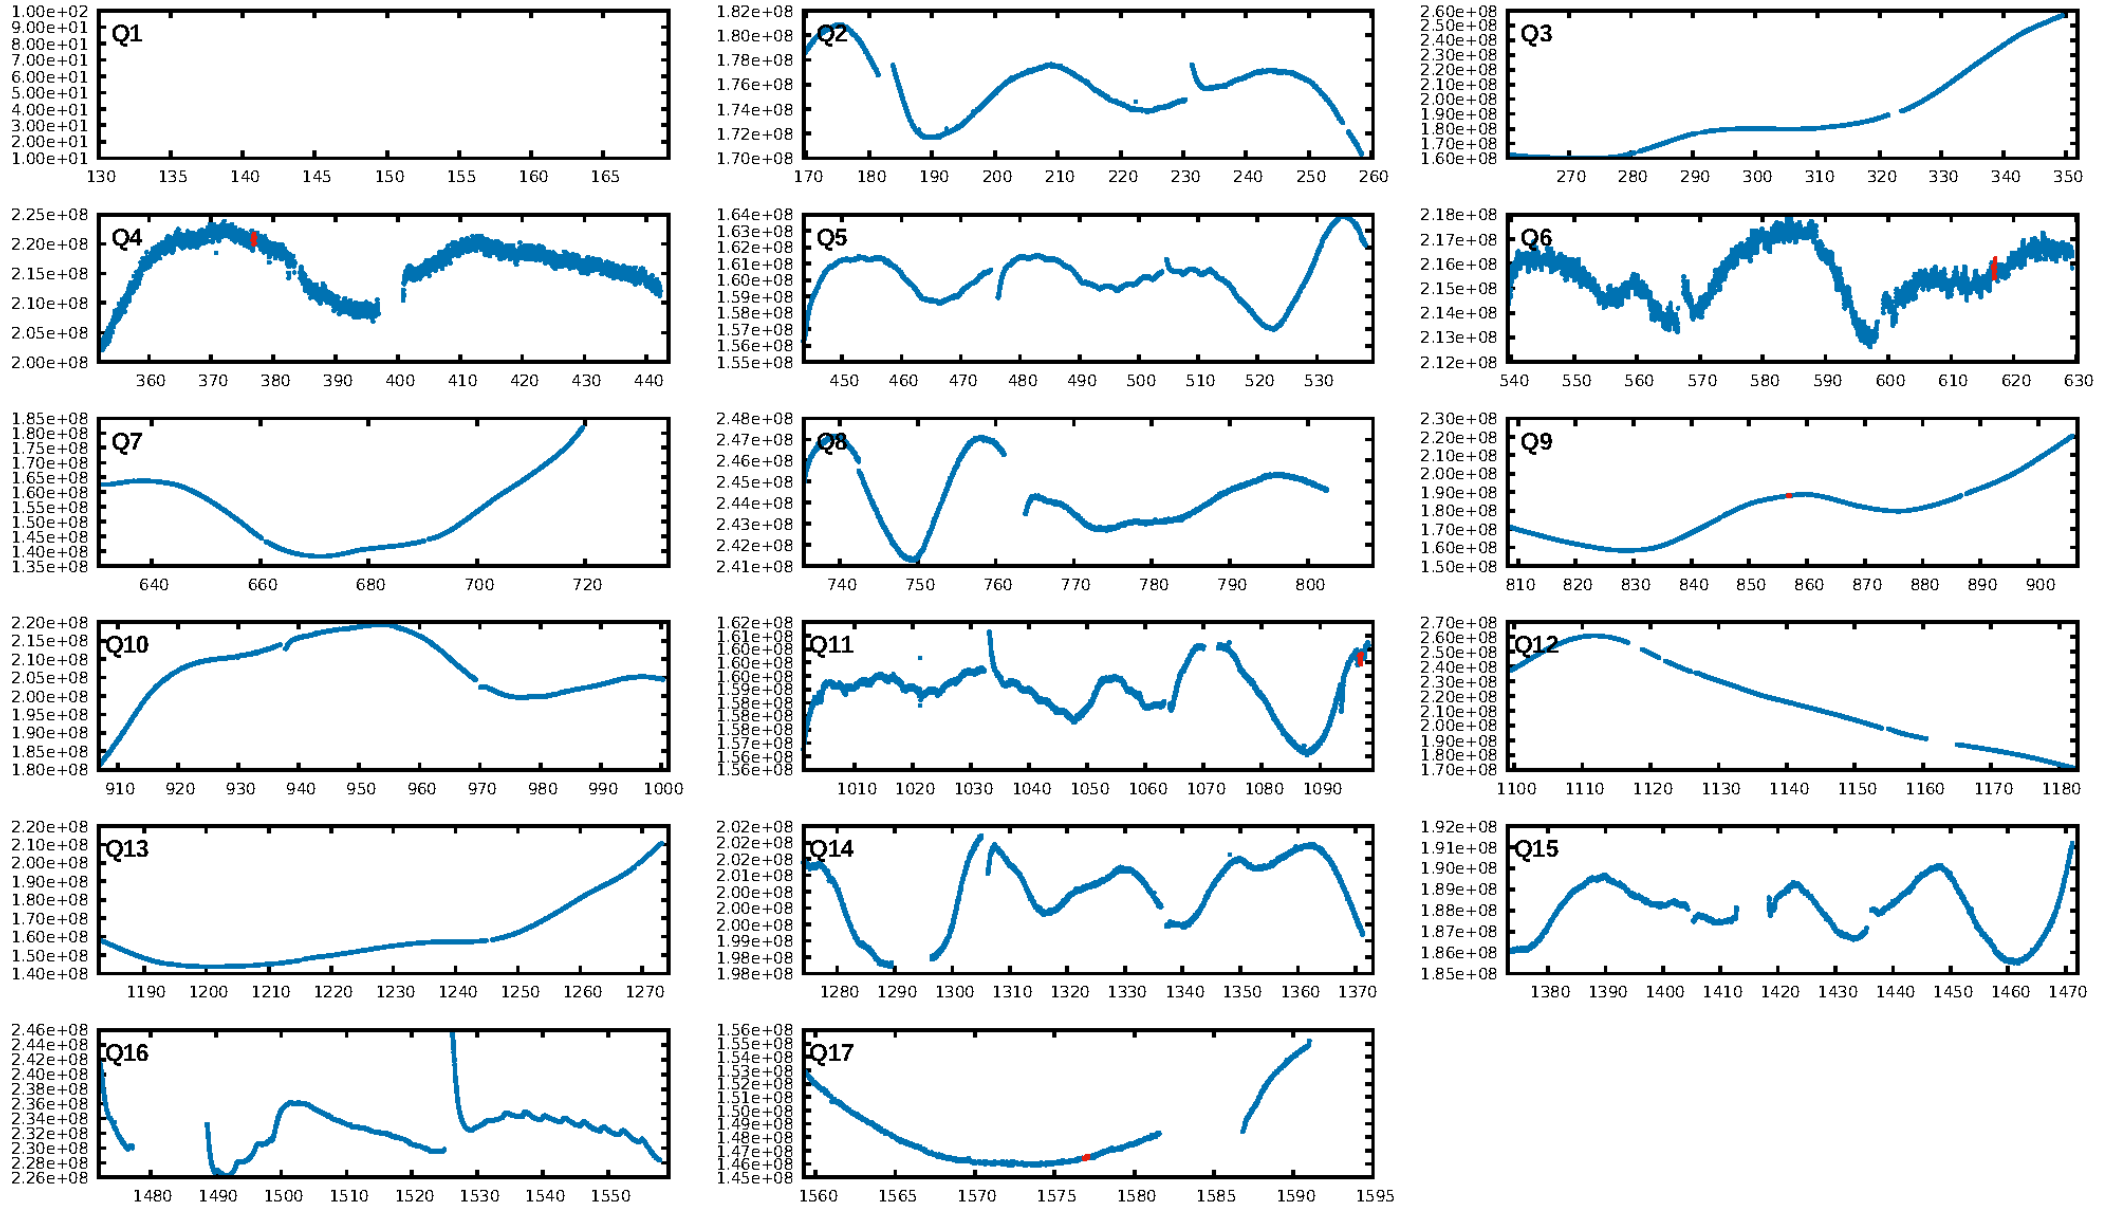 1.00e+02
9.00e+01
8.00e+01
7.00e+01
6.00e+01
5.00e+01
4.00e+01
3.00e+01
2.00e+01
1.00e+01
Q1
130 135 140 145 150 155 160 165
1.82e+08
1.80e+08
1.78e+08
1.76e+08
1.74e+08
1.72e+08
1.70e+08
Q2
170 180 190 200 210 220 230 240 250 260
2.60e+08
2.50e+08
2.40e+08
2.30e+08
2.20e+08
2.10e+08
2.00e+08
1.90e+08
1.80e+08
1.70e+08
1.60e+08
Q3
270 280 290 300 310 320 330 340 350
2.25e+08
2.20e+08
2.15e+08
2.10e+08
2.05e+08
2.00e+08
Q4
360 370 380 390 400 410 420 430 440
1.64e+08
1.63e+08
1.62e+08
1.61e+08
1.60e+08
1.59e+08
1.58e+08
1.57e+08
1.56e+08
1.55e+08
Q5
450 460 470 480 490 500 510 520 530
2.18e+08
2.17e+08
2.16e+08
2.15e+08
2.14e+08
2.13e+08
2.12e+08
Q6
540 550 560 570 580 590 600 610 620 630
1.85e+08
1.80e+08
1.75e+08
1.70e+08
1.65e+08
1.60e+08
1.55e+08
1.50e+08
1.45e+08
1.40e+08
1.35e+08
Q7
640 660 680 700 720
2.48e+08
2.47e+08
2.46e+08
2.45e+08
2.44e+08
2.43e+08
2.42e+08
2.41e+08
Q8
740 750 760 770 780 790 800
2.30e+08
2.20e+08
2.10e+08
2.00e+08
1.90e+08
1.80e+08
1.70e+08
1.60e+08
1.50e+08
Q9
810 820 830 840 850 860 870 880 890 900
2.20e+08
2.15e+08
2.10e+08
2.05e+08
2.00e+08
1.95e+08
1.90e+08
1.85e+08
1.80e+08
Q10
910 920 930 940 950 960 970 980 990 1000
1.62e+08
1.61e+08
1.60e+08
1.60e+08
1.59e+08
1.59e+08
1.58e+08
1.58e+08
1.57e+08
1.56e+08
1.56e+08
Q11
1010 1020 1030 1040 1050 1060 1070 1080 1090
2.70e+08
2.60e+08
2.50e+08
2.40e+08
2.30e+08
2.20e+08
2.10e+08
2.00e+08
1.90e+08
1.80e+08
1.70e+08
Q12
1100 1110 1120 1130 1140 1150 1160 1170 1180
2.20e+08
2.10e+08
2.00e+08
1.90e+08
1.80e+08
1.70e+08
1.60e+08
1.50e+08
1.40e+08
Q13
1190 1200 1210 1220 1230 1240 1250 1260 1270
2.02e+08
2.02e+08
2.01e+08
2.01e+08
2.00e+08
2.00e+08
1.99e+08
1.99e+08
1.98e+08
1.98e+08
Q14
1280 1290 1300 1310 1320 1330 1340 1350 1360 1370
1.92e+08
1.91e+08
1.90e+08
1.89e+08
1.88e+08
1.87e+08
1.86e+08
1.85e+08
Q15
1380 1390 1400 1410 1420 1430 1440 1450 1460 1470
2.46e+08
2.44e+08
2.42e+08
2.40e+08
2.38e+08
2.36e+08
2.34e+08
2.32e+08
2.30e+08
2.28e+08
2.26e+08
Q16
1480 1490 1500 1510 1520 1530 1540 1550
1.56e+08
1.55e+08
1.54e+08
1.53e+08
1.52e+08
1.51e+08
1.50e+08
1.49e+08
1.48e+08
1.47e+08
1.46e+08
1.45e+08
Q17
1560 1565 1570 1575 1580 1585 1590 1595